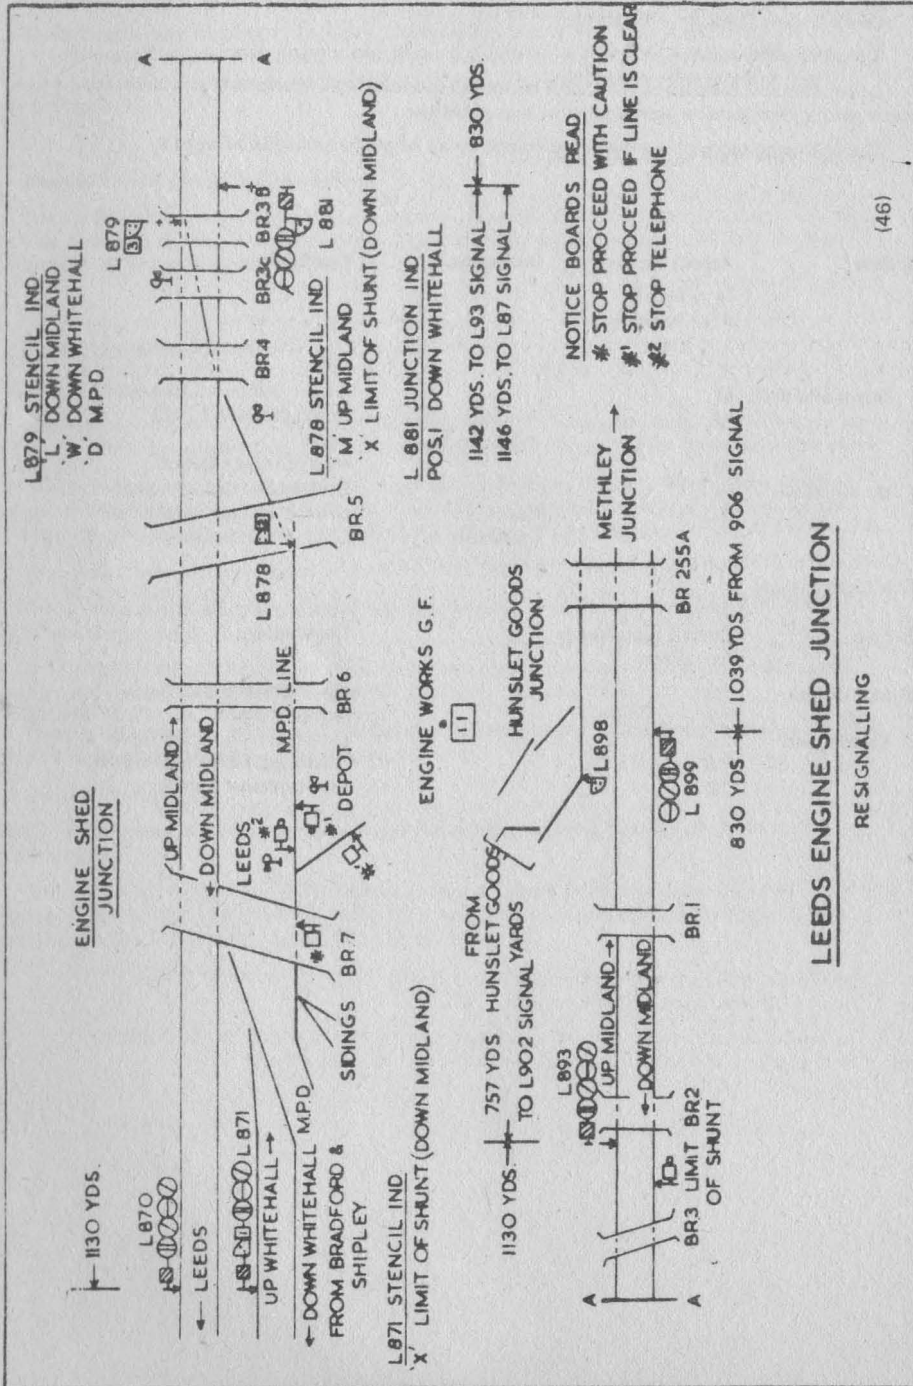 ENGINE SHED
JUNCTION
L879 STENCIL IND
'L' DOWN MIDLAND
'W' DOWN WHITEHALL
'D' M.P.D
1130 YDS.
L870
LEEDS
UP MIDLAND
DOWN MIDLAND
L879
A
A
L871
UP WHITEHALL
LEEDS
#2
M.P.D. LINE
L878
BR4
BR3C
BR3B
DOWN WHITEHALL
M.P.D.
BR.7
#
#1
DEPOT
#
BR6
BR.5
L 881
FROM BRADFORD &
SHIPLEY
SIDINGS
ENGINE WORKS G.F.
11
L878 STENCIL IND
'M' UP MIDLAND
'X' LIMIT OF SHUNT (DOWN MIDLAND)
L871 STENCIL IND
'X' LIMIT OF SHUNT (DOWN MIDLAND)
L 881 JUNCTION IND
POS.1 DOWN WHITEHALL
1130 YDS.
757 YDS
TO L902 SIGNAL
FROM
HUNSLET GOODS
YARDS
HUNSLET GOODS
JUNCTION
1142 YDS. TO L93 SIGNAL
1146 YDS. TO L87 SIGNAL
830 YDS.
L893
UP MIDLAND
DOWN MIDLAND
L898
METHLEY
JUNCTION
A
A
BR3
LIMIT
OF SHUNT
BR2
BR.1
L 899
BR 255A
NOTICE BOARDS READ
# STOP PROCEED WITH CAUTION
#1 STOP PROCEED IF LINE IS CLEAR
#2 STOP TELEPHONE
830 YDS
1039 YDS FROM 906 SIGNAL
LEEDS ENGINE SHED JUNCTION
RESIGNALLING
(46)